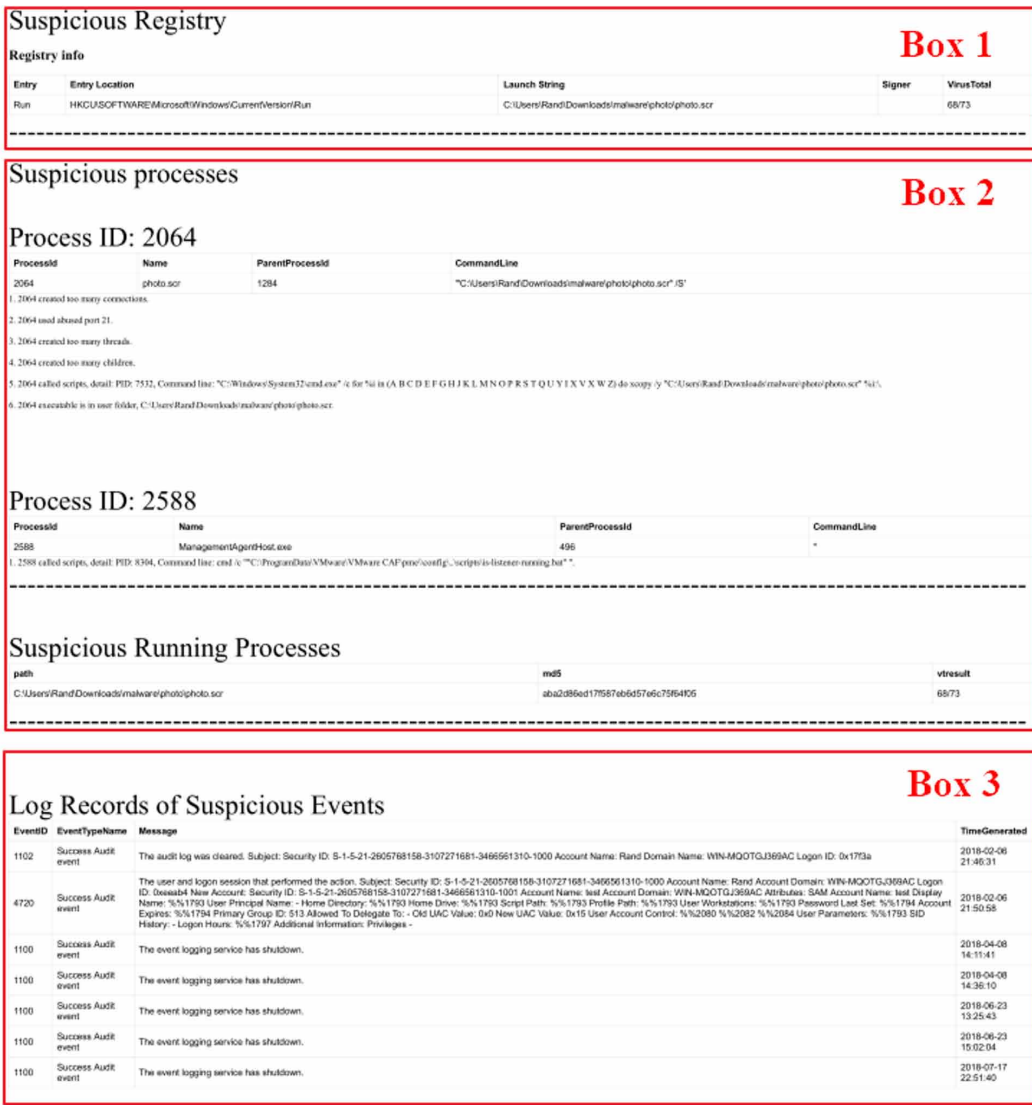 Suspicious Registry
Box 1
Registry info
Entry Entry Location Launch String Signer VirusTotal
Run HKCU\SOFTWARE\Microsoft\Windows\CurrentVersion\Run C:\Users\Rand\Downloads\malware\photo\photo.scr 68/73
Suspicious processes
Box 2
Process ID: 2064
ProcessId Name ParentProcessId CommandLine
2064 photo.scr 1284 "C:\Users\Rand\Downloads\malware\photo\photo.scr" /S'
1. 2064 created too many connections.
2. 2064 used abused port 21.
3. 2064 created too many threads.
4. 2064 created too many children.
5. 2064 called scripts, detail: PID: 7532, Command line: "C:\Windows\System32\cmd.exe" /c for %i in (A B C D E F G H J K L M N O P R S T Q U Y I X V X W Z) do xcopy /y "C:\Users\Rand\Downloads\malware\photo\photo.scr" %i:\.
6. 2064 executable is in user folder, C:\Users\Rand\Downloads\malware\photo\photo.scr.
Process ID: 2588
ProcessId Name ParentProcessId CommandLine
2588 ManagementAgentHost.exe 496
1. 2588 called scripts, detail: PID: 8304, Command line: cmd /c ""C:\ProgramData\VMware\VMware CAF\pme\config\..\scripts\is-listener-running.bat" ".
Suspicious Running Processes
path md5 vtresult
C:\Users\Rand\Downloads\malware\photo\photo.scr aba2d86ed17f587eb6d57e6c75f64f05 68/73
Box 3
Log Records of Suspicious Events
EventID EventTypeName Message TimeGenerated
1102 Success Audit event The audit log was cleared. Subject: Security ID: S-1-5-21-2605768158-3107271681-3466561310-1000 Account Name: Rand Domain Name: WIN-MQOTGJ369AC Logon ID: 0x17f3a 2018-02-06 21:46:31
4720 Success Audit event The user and logon session that performed the action. Subject: Security ID: S-1-5-21-2605768158-3107271681-3466561310-1000 Account Name: Rand Account Domain: WIN-MQOTGJ369AC Logon
ID: 0xeeab4 New Account: Security ID: S-1-5-21-2605768158-3107271681-3466561310-1001 Account Name: test Account Domain: WIN-MQOTGJ369AC Attributes: SAM Account Name: test Display
Name: %%1793 User Principal Name: - Home Directory: %%1793 Home Drive: %%1793 Script Path: %%1793 Profile Path: %%1793 User Workstations: %%1793 Password Last Set: %%1794 Account
Expires: %%1794 Primary Group ID: 513 Allowed To Delegate To: - Old UAC Value: 0x0 New UAC Value: 0x15 User Account Control: %%2080 %%2082 %%2084 User Parameters: %%1793 SID
History: - Logon Hours: %%1797 Additional Information: Privileges - 2018-02-06 21:50:58
1100 Success Audit event The event logging service has shutdown. 2018-04-08 14:11:41
1100 Success Audit event The event logging service has shutdown. 2018-04-08 14:36:10
1100 Success Audit event The event logging service has shutdown. 2018-06-23 13:25:43
1100 Success Audit event The event logging service has shutdown. 2018-06-23 15:02:04
1100 Success Audit event The event logging service has shutdown. 2018-07-17 22:51:40